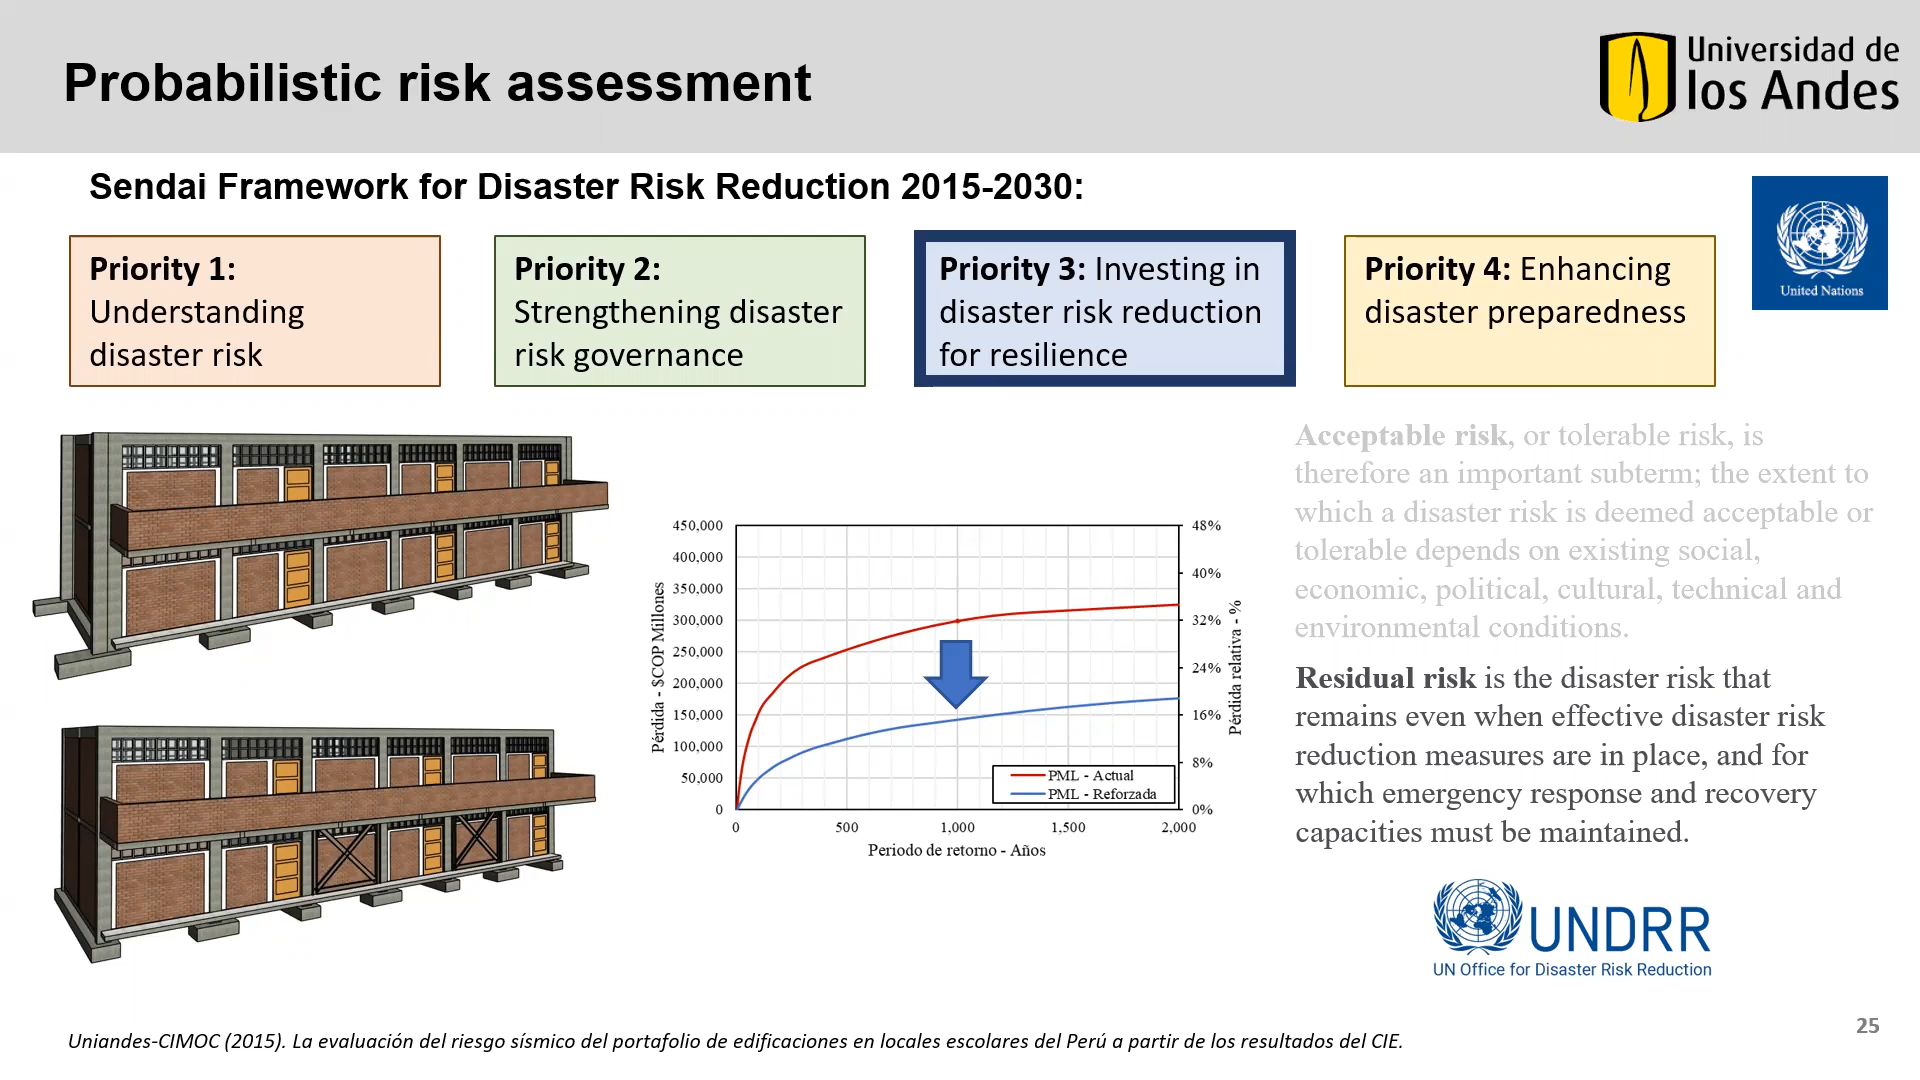 Probabilistic risk assessment
Universidad de
los Andes
Sendai Framework for Disaster Risk Reduction 2015-2030:
United Nations
Priority 1:
Understanding
disaster risk
Priority 2:
Strengthening disaster
risk governance
Priority 3: Investing in
disaster risk reduction
for resilience
Priority 4: Enhancing
disaster preparedness
Pérdida - $COP Millones
450,000
400,000
350,000
300,000
250,000
200,000
150,000
100,000
50,000
0
48%
40%
32%
24%
16%
8%
0%
Pérdida relativa - %
PML - Actual
PML - Reforzada
0
500
1,000
1,500
2,000
Periodo de retorno - Años
Acceptable risk, or tolerable risk, is
therefore an important subterm; the extent to
which a disaster risk is deemed acceptable or
tolerable depends on existing social,
economic, political, cultural, technical and
environmental conditions.
Residual risk is the disaster risk that
remains even when effective disaster risk
reduction measures are in place, and for
which emergency response and recovery
capacities must be maintained.
UNDRR
UN Office for Disaster Risk Reduction
Uniandes-CIMOC (2015). La evaluación del riesgo sísmico del portafolio de edificaciones en locales escolares del Perú a partir de los resultados del CIE.
25